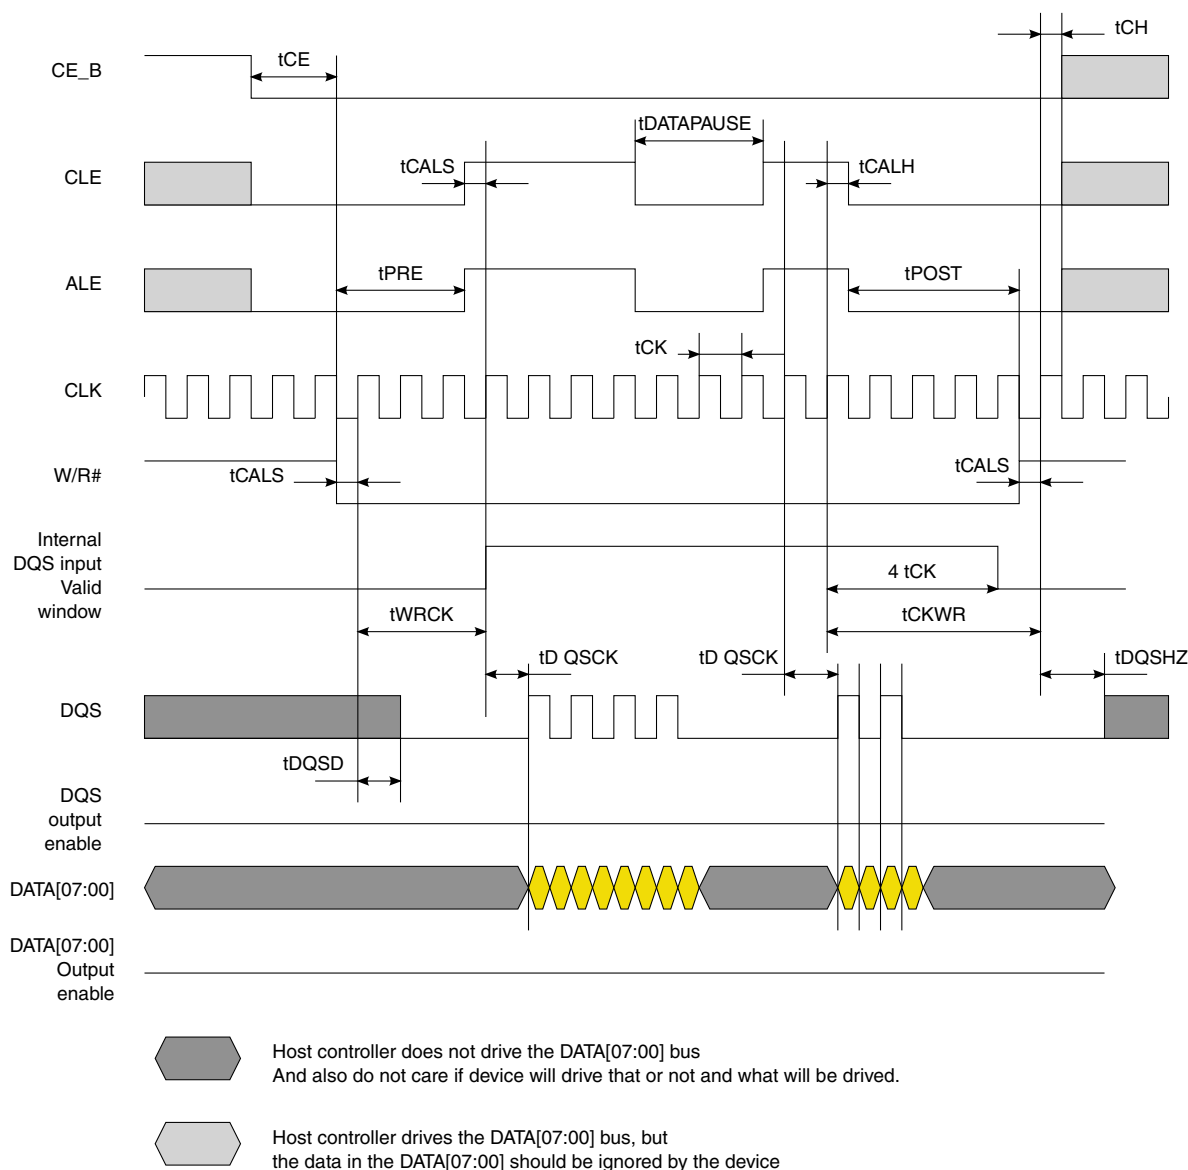 tCH
CE_B
tCE
tDATAPAUSE
CLE
tCALS
tCALH
ALE
tPRE
tPOST
tCK
CLK
W/R#
tCALS
tCALS
Internal
DQS input
Valid
window
4 tCK
tWRCK
tCKWR
tD QSCK
tD QSCK
tDQSHZ
DQS
tDQSD
DQS
output
enable
DATA[07:00]
DATA[07:00]
Output
enable
Host controller does not drive the DATA[07:00] bus
And also do not care if device will drive that or not and what will be drived.
Host controller drives the DATA[07:00] bus, but
the data in the DATA[07:00] should be ignored by the device